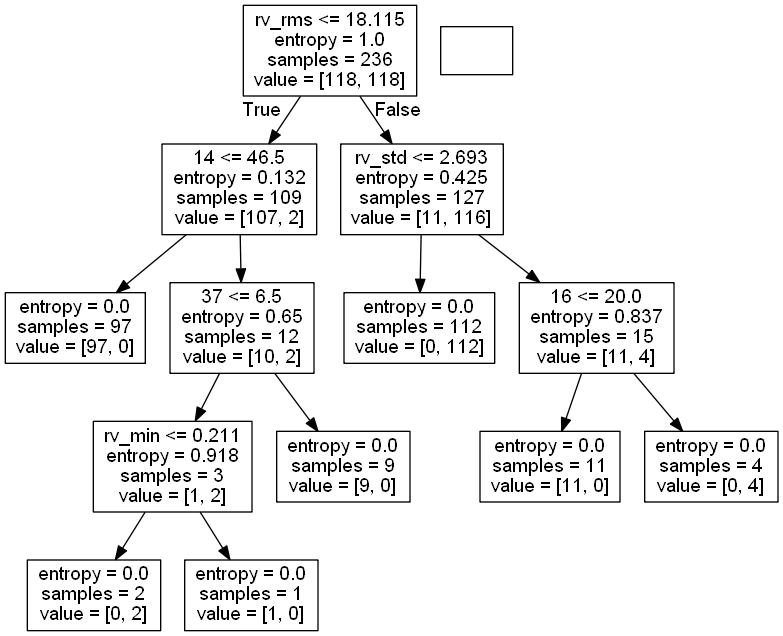 rv_rms <= 18.115
entropy = 1.0
samples = 236
value = [118, 118]
True
False
14 <= 46.5
entropy = 0.132
samples = 109
value = [107, 2]
rv_std <= 2.693
entropy = 0.425
samples = 127
value = [11, 116]
entropy = 0.0
samples = 97
value = [97, 0]
37 <= 6.5
entropy = 0.65
samples = 12
value = [10, 2]
entropy = 0.0
samples = 112
value = [0, 112]
16 <= 20.0
entropy = 0.837
samples = 15
value = [11, 4]
rv_min <= 0.211
entropy = 0.918
samples = 3
value = [1, 2]
entropy = 0.0
samples = 9
value = [9, 0]
entropy = 0.0
samples = 11
value = [11, 0]
entropy = 0.0
samples = 4
value = [0, 4]
entropy = 0.0
samples = 2
value = [0, 2]
entropy = 0.0
samples = 1
value = [1, 0]